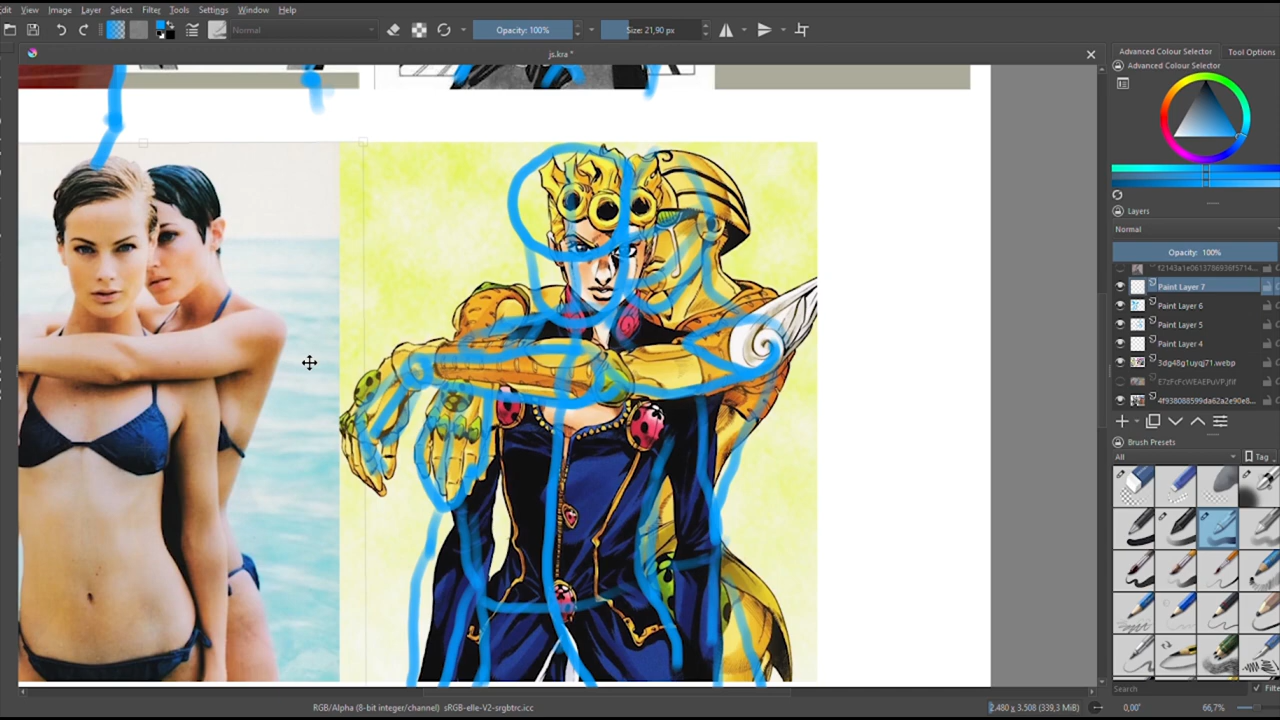 View Image Layer Select Filter Tools Settings Window Help
Normal
Opacity: 100%
Size: 21,90 px
js.kra *
Advanced Colour Selector
Tool Options
Advanced Colour Selector
Layers
Normal
Opacity: 100%
Paint Layer 7
Paint Layer 6
Paint Layer 5
Paint Layer 4
3dg48g1uyqj71.webp
E7zFcFcWEAEPuVP.jfif
4f938088599da62a2e90e8...
Brush Presets
All
Tag
Search
RGB/Alpha (8-bit integer/channel) sRGB-elle-V2-srgbtrc.icc
2.480 x 3.508 (339,3 MiB)
0,00°
66,7%